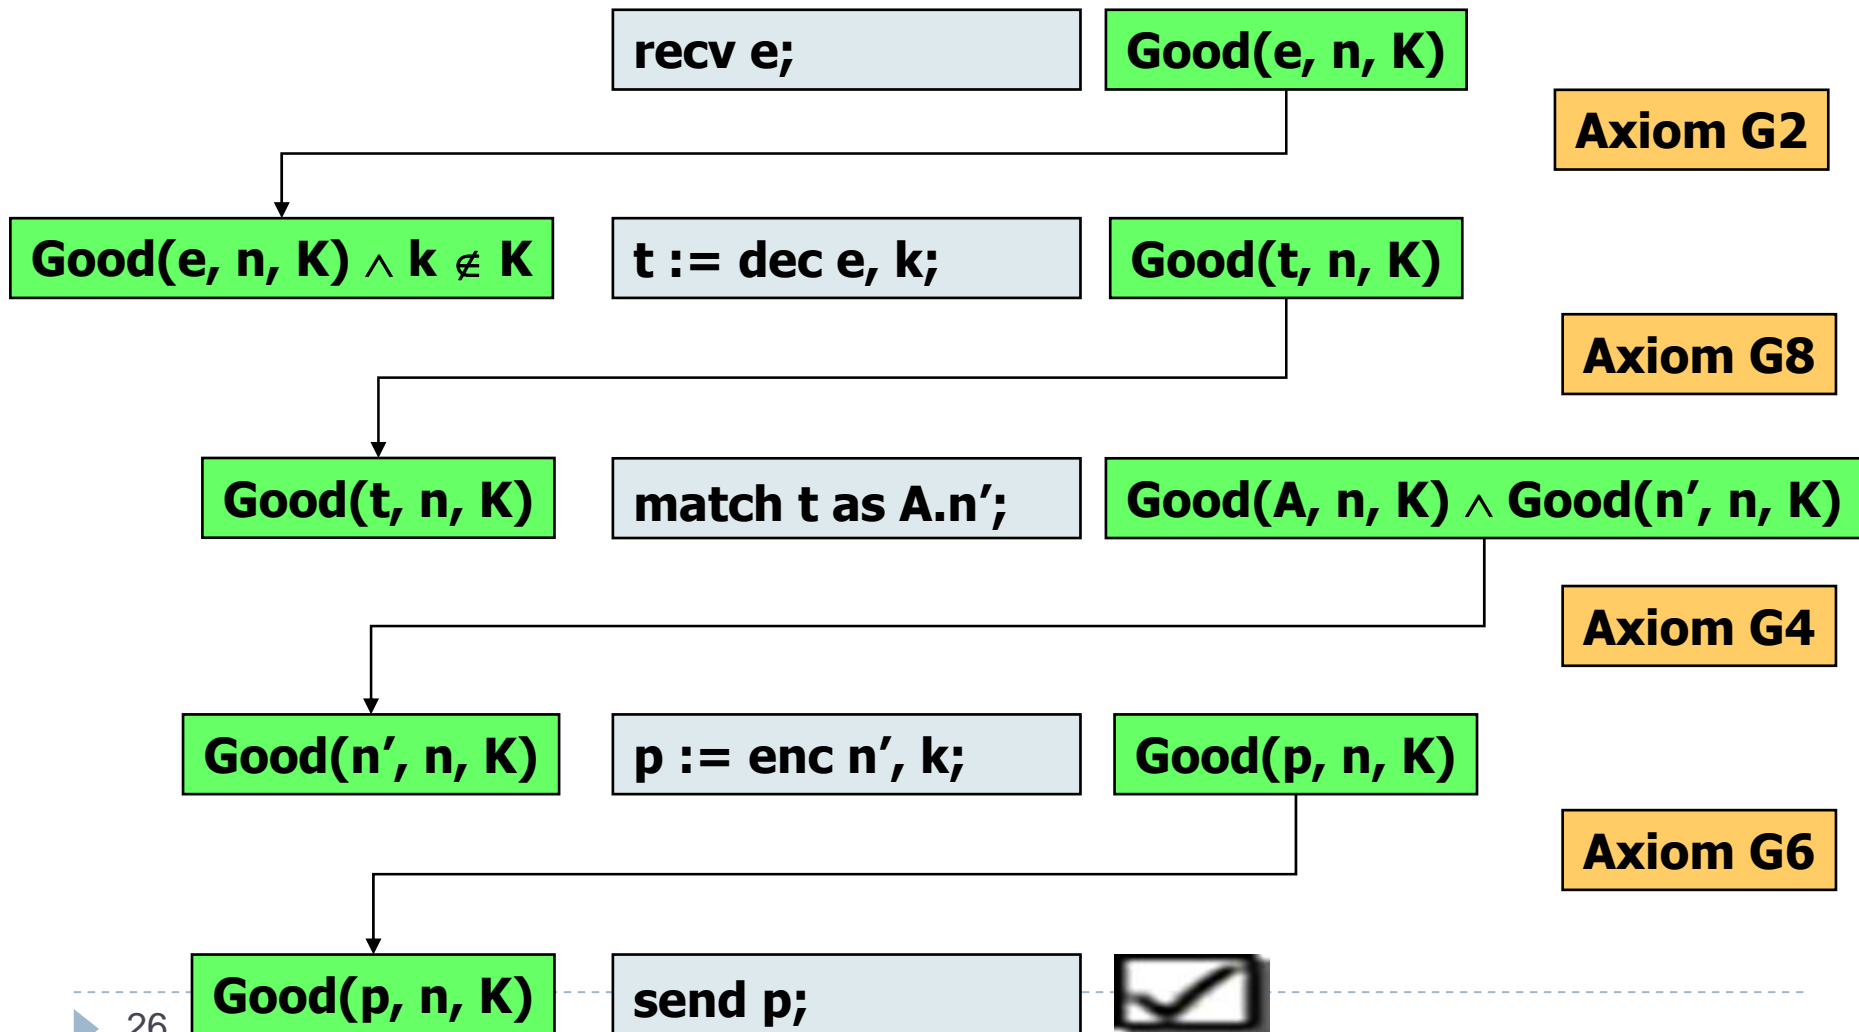 recv e;
Good(e, n, K)
Axiom G2
Good(e, n, K) ∧ k ∉ K
t := dec e, k;
Good(t, n, K)
Axiom G8
Good(t, n, K)
match t as A.n’;
Good(A, n, K) ∧ Good(n’, n, K)
Axiom G4
Good(n’, n, K)
p := enc n’, k;
Good(p, n, K)
Axiom G6
Good(p, n, K)
send p;
26